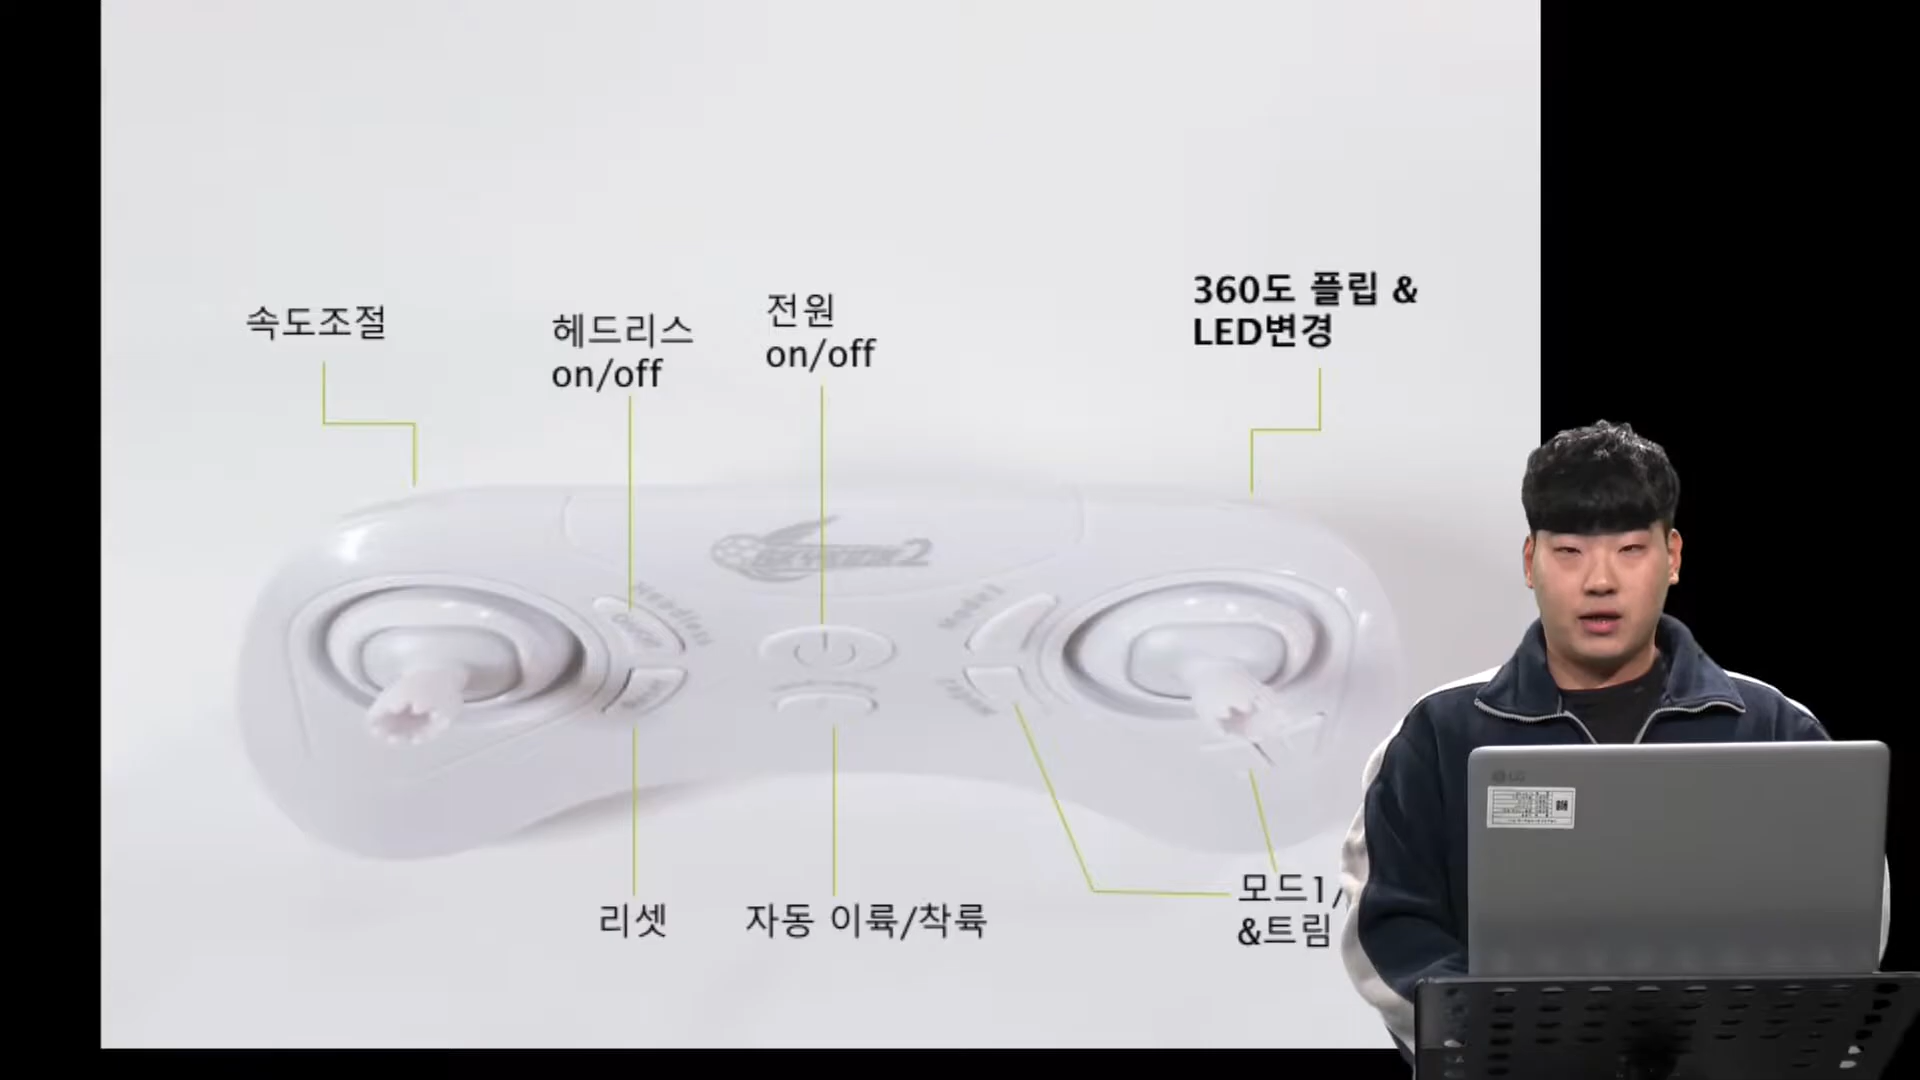 속도조절
헤드리스
on/off
전원
on/off
360도 플립 &
LED변경
리셋
자동 이륙/착륙
모드1/
&트림
LG